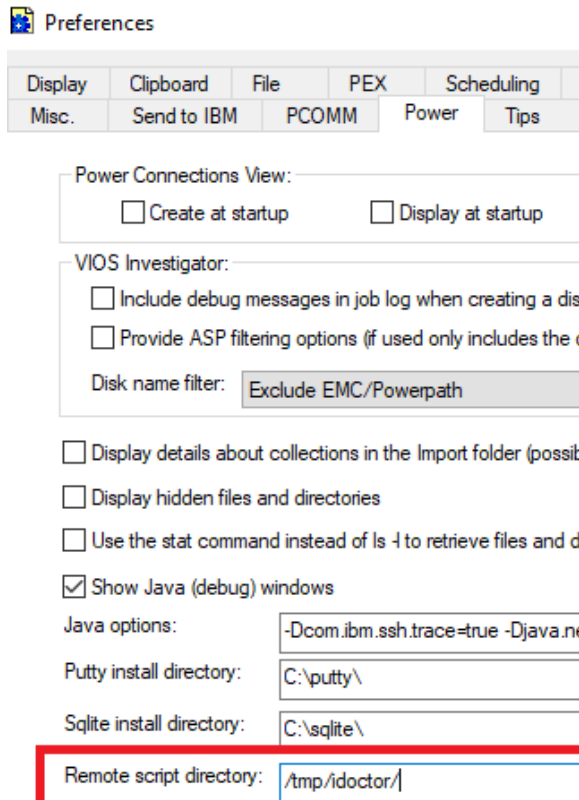 Preferences
Display Clipboard File PEX Scheduling
Misc. Send to IBM PCOMM Power Tips
Power Connections View:
Create at startup Display at startup
VIOS Investigator:
Include debug messages in job log when creating a dis
Provide ASP filtering options (if used only includes the
Disk name filter: Exclude EMC/Powerpath
Display details about collections in the Import folder (possib
Display hidden files and directories
Use the stat command instead of ls -l to retrieve files and d
Show Java (debug) windows
Java options: -Dcom.ibm.ssh.trace=true -Djava.ne
Putty install directory: C:\putty\
Sqlite install directory: C:\sqlite\
Remote script directory: /tmp/idoctor/